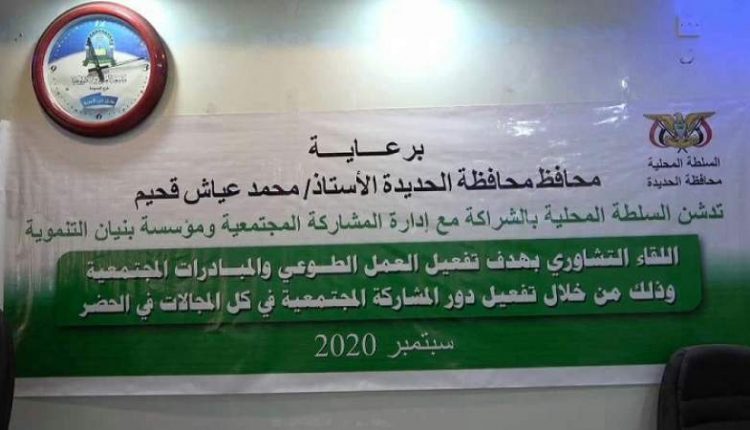 برعاية
السلطة المحلية
محافظة الحديدة
محافظ محافظة الحديدة الأستاذ/ محمد عياش قحيم
تدشن السلطة المحلية بالشراكة مع إدارة المشاركة المجتمعية ومؤسسة بنيان التنموية
اللقاء التشاوري بهدف تفعيل العمل الطوعي والمبادرات المجتمعية
وذلك من خلال تفعيل دور المشاركة المجتمعية في كل المجالات في الحضر
سبتمبر 2020